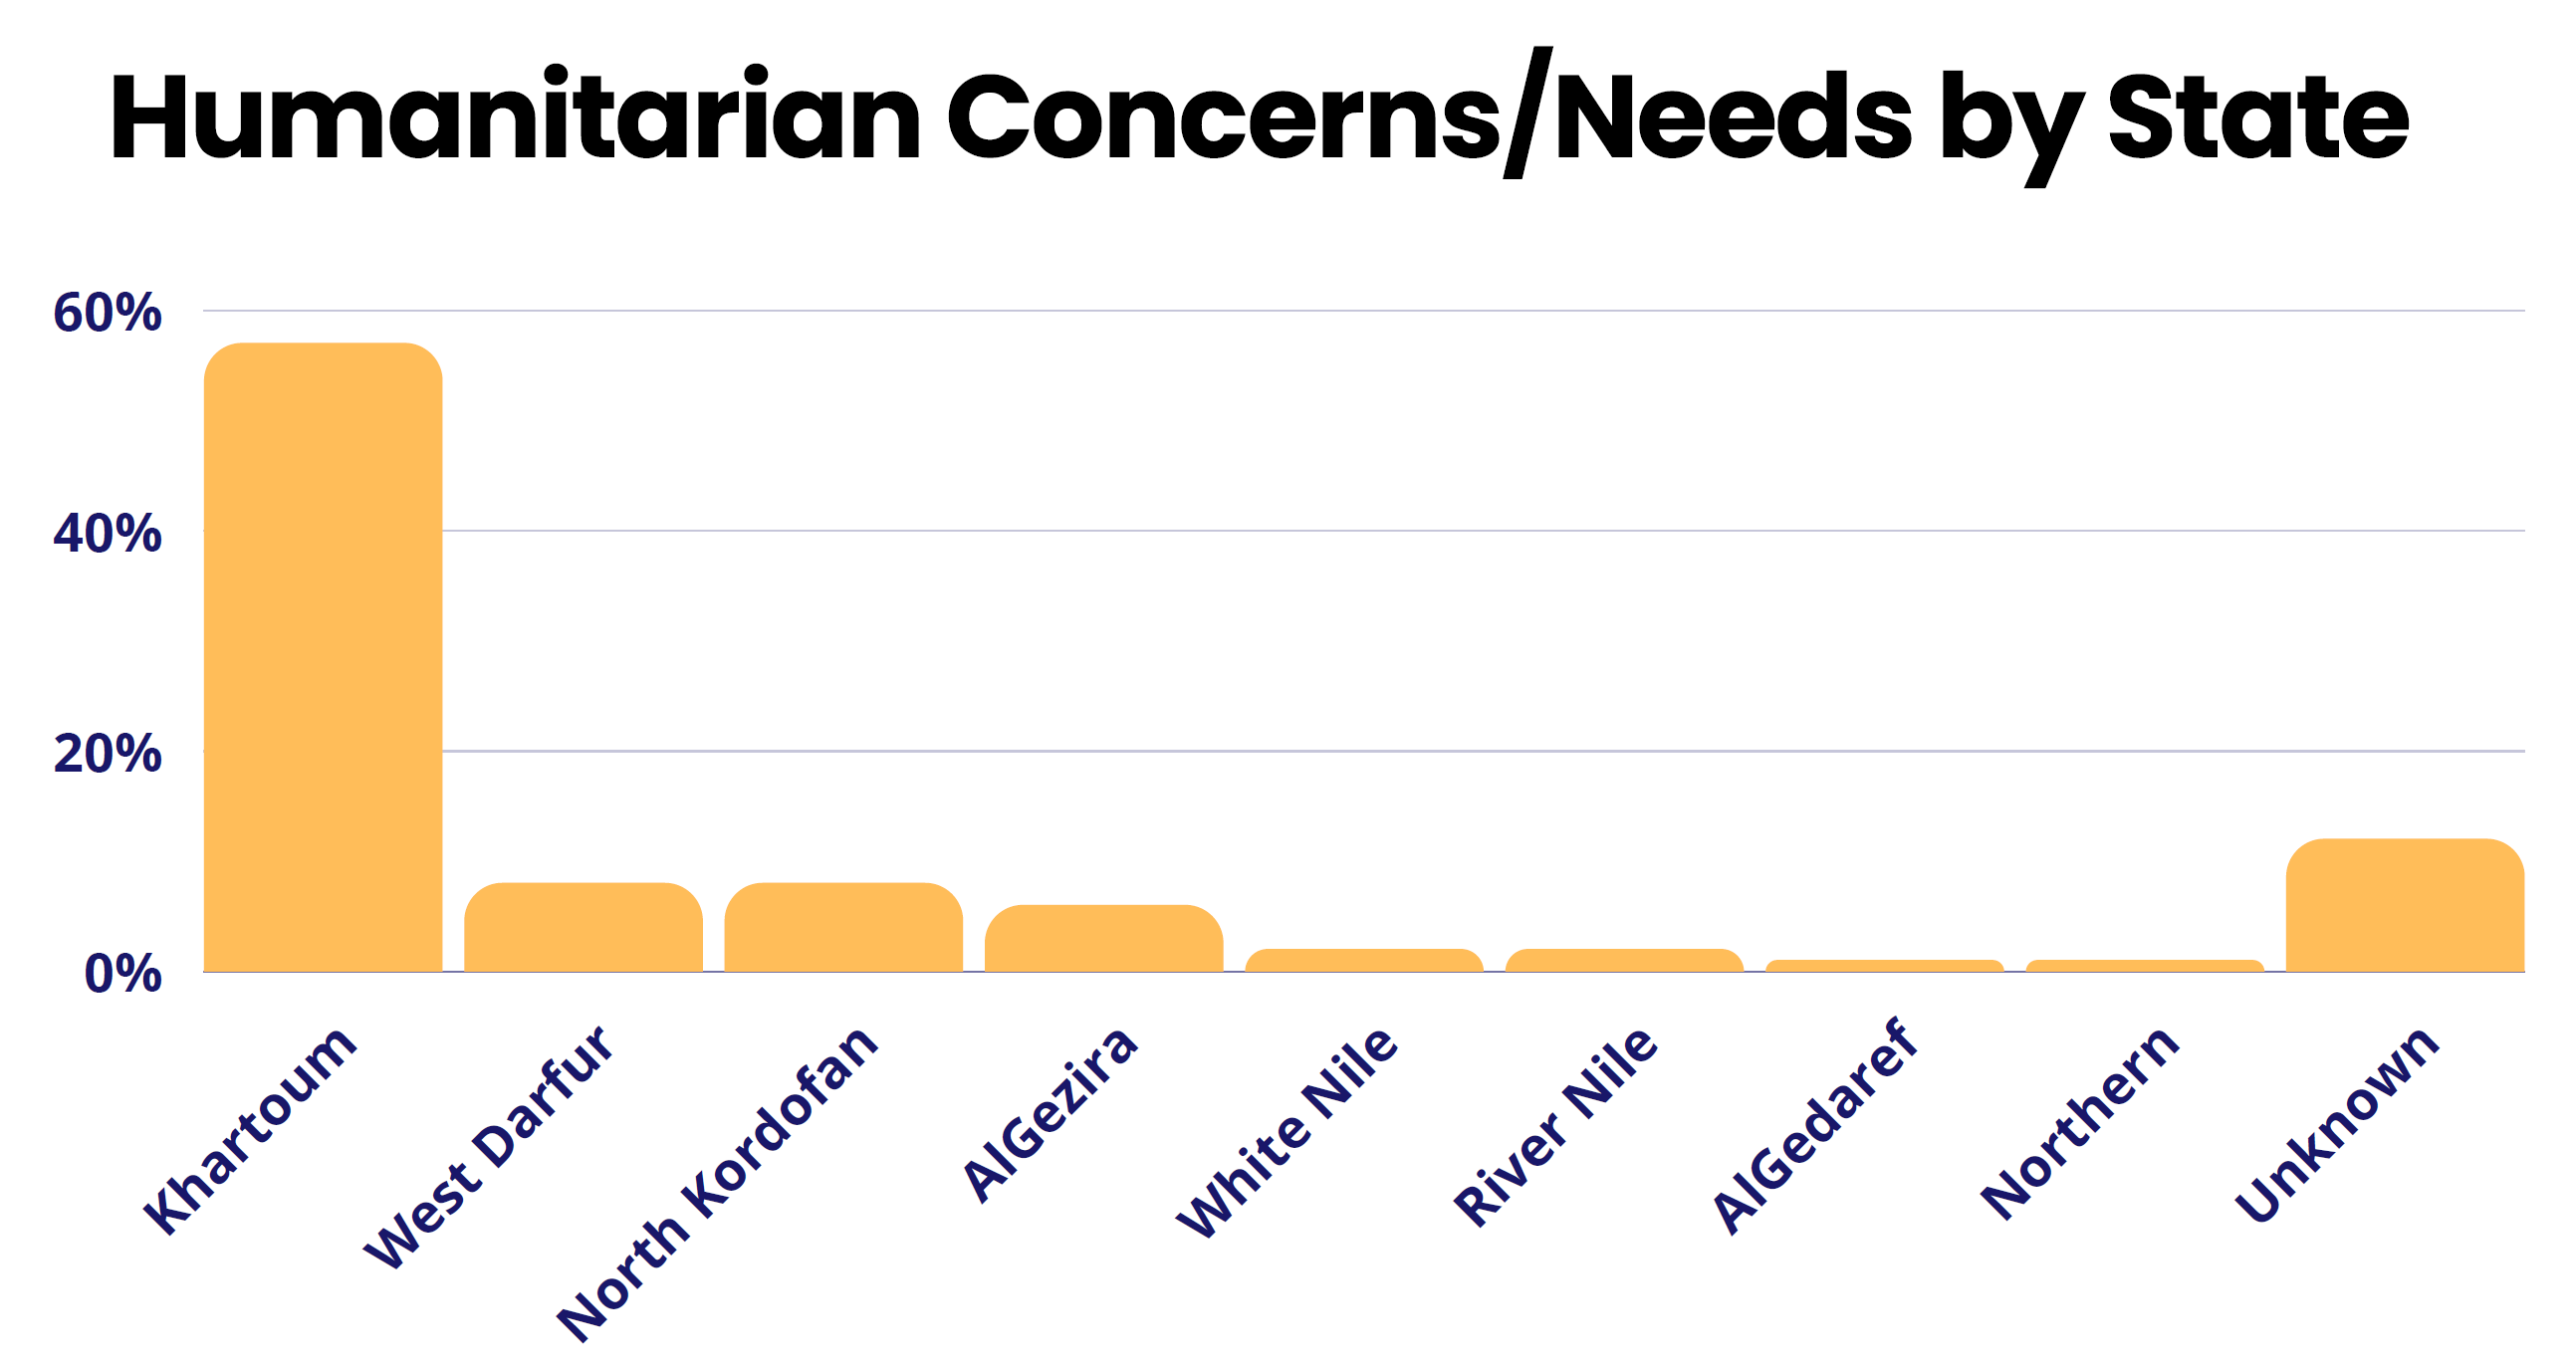 Humanitarian Concerns/Needs by State
60%
40%
20%
0%
Khartoum
West Darfur
North Kordofan
AlGezira
White Nile
River Nile
AlGedaref
Northern
Unknown